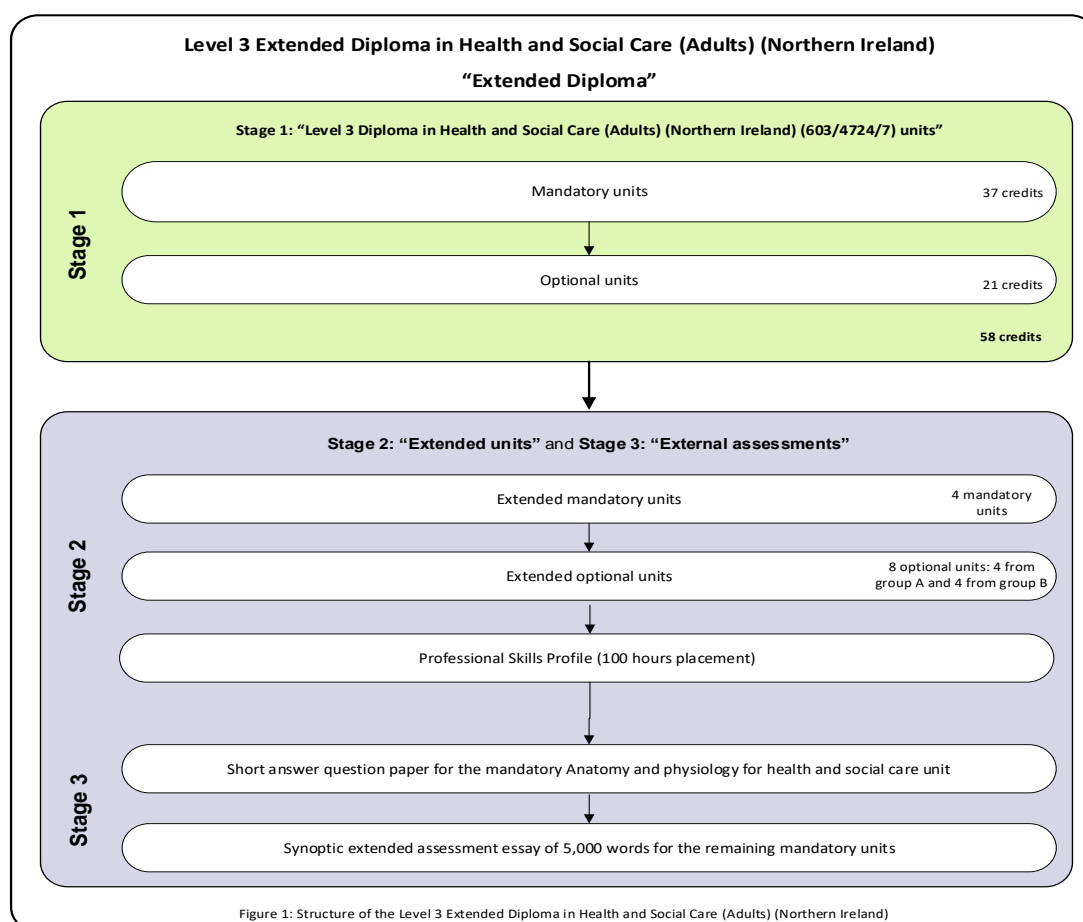 Level 3 Extended Diploma in Health and Social Care (Adults) (Northern Ireland)
“Extended Diploma”
Stage 1: “Level 3 Diploma in Health and Social Care (Adults) (Northern Ireland) (603/4724/7) units”
Stage 1
Mandatory units
37 credits
Optional units
21 credits
58 credits
Stage 2: “Extended units” and Stage 3: “External assessments”
Stage 2
Extended mandatory units
4 mandatory
units
Extended optional units
8 optional units: 4 from
group A and 4 from group B
Professional Skills Profile (100 hours placement)
Stage 3
Short answer question paper for the mandatory Anatomy and physiology for health and social care unit
Synoptic extended assessment essay of 5,000 words for the remaining mandatory units
Figure 1: Structure of the Level 3 Extended Diploma in Health and Social Care (Adults) (Northern Ireland)